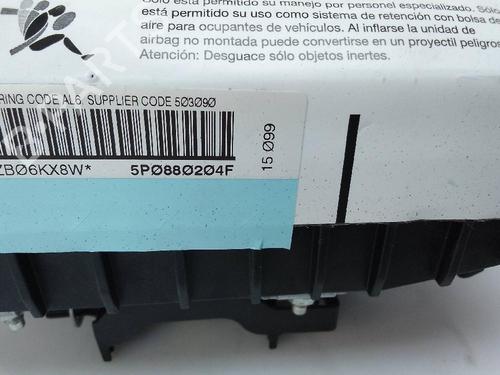 Sólo está
permitido su manejo por personal especializado. Sólo
está permitido su uso como sistema de retención con bolsa de
aire para ocupantes de vehículos. Al inflarse la unidad de
airbag no montada puede convertirse en un proyectil peligros
Atención: Desguace sólo objetos inertes.
RING CODE AL6 SUPPLIER CODE 503090
ZB06KX8W* 5P0880204F
15 099